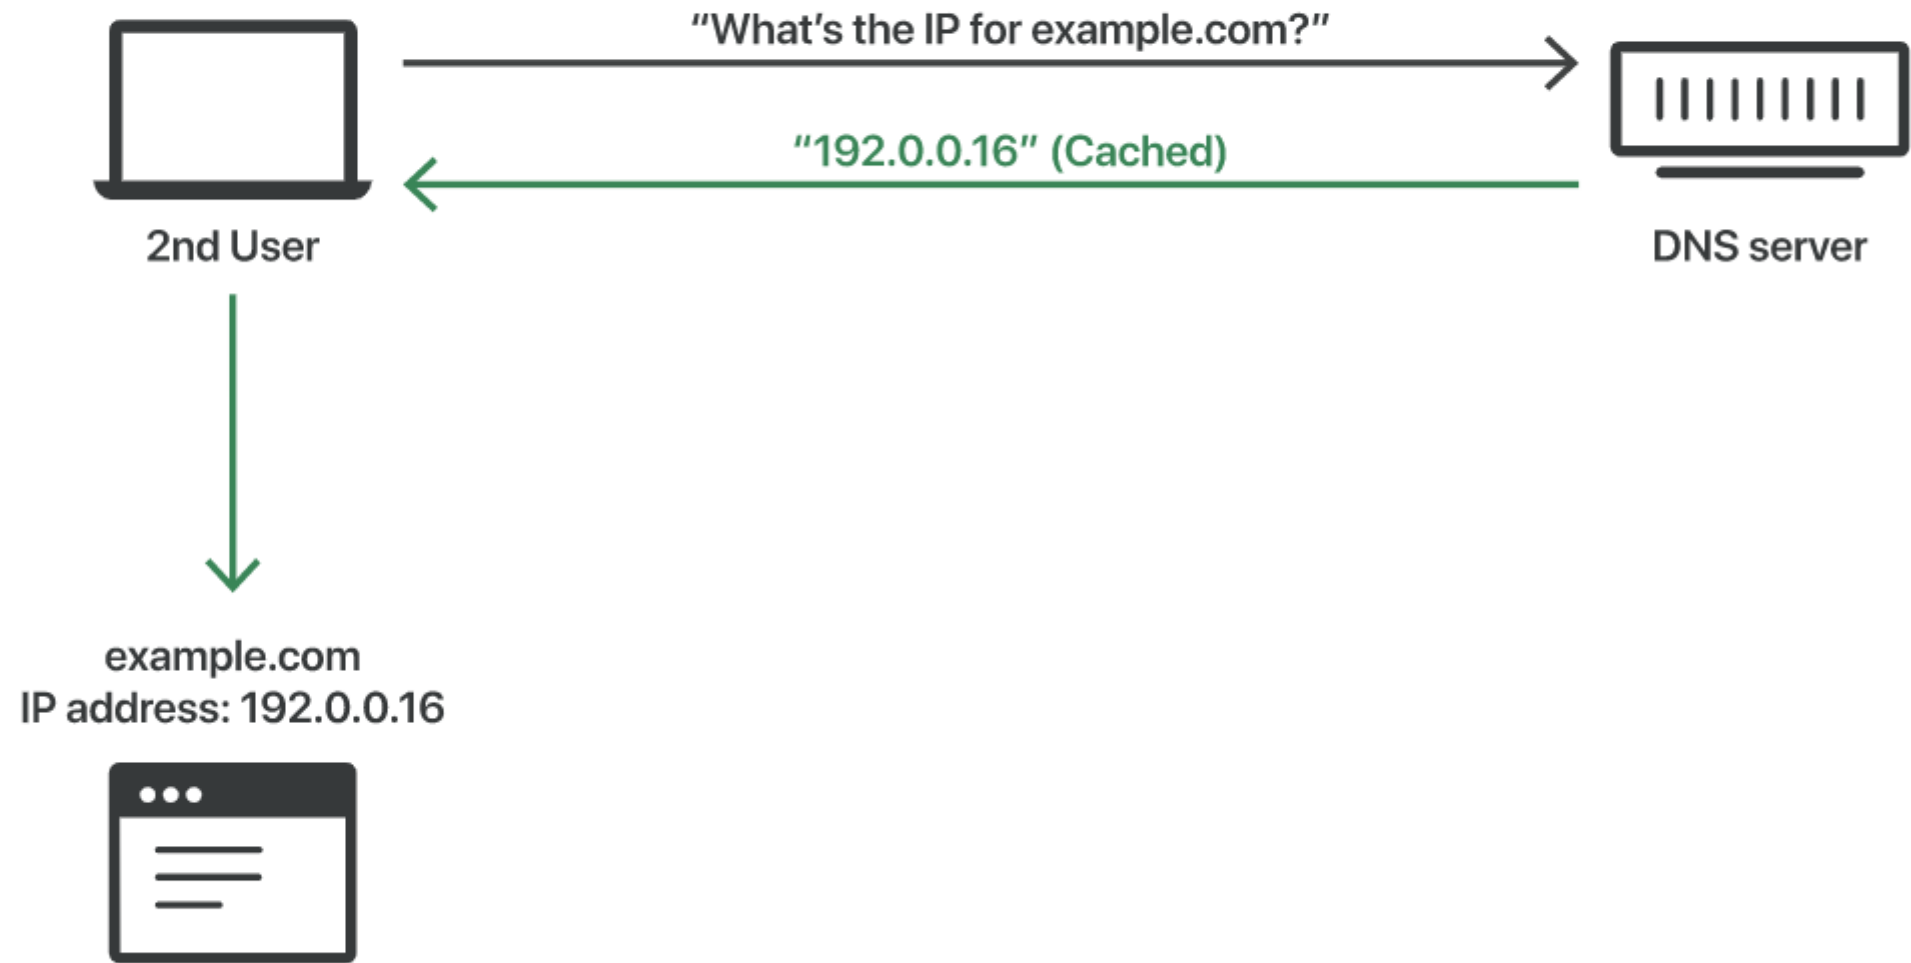 “What’s the IP for example.com?”
“192.0.0.16” (Cached)
2nd User
DNS server
example.com
IP address: 192.0.0.16